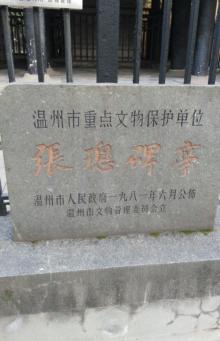 温州市重点文物保护单位
張璁碑亭
温州市人民政府一九八一年六月公佈
温州市文物管理委員会立